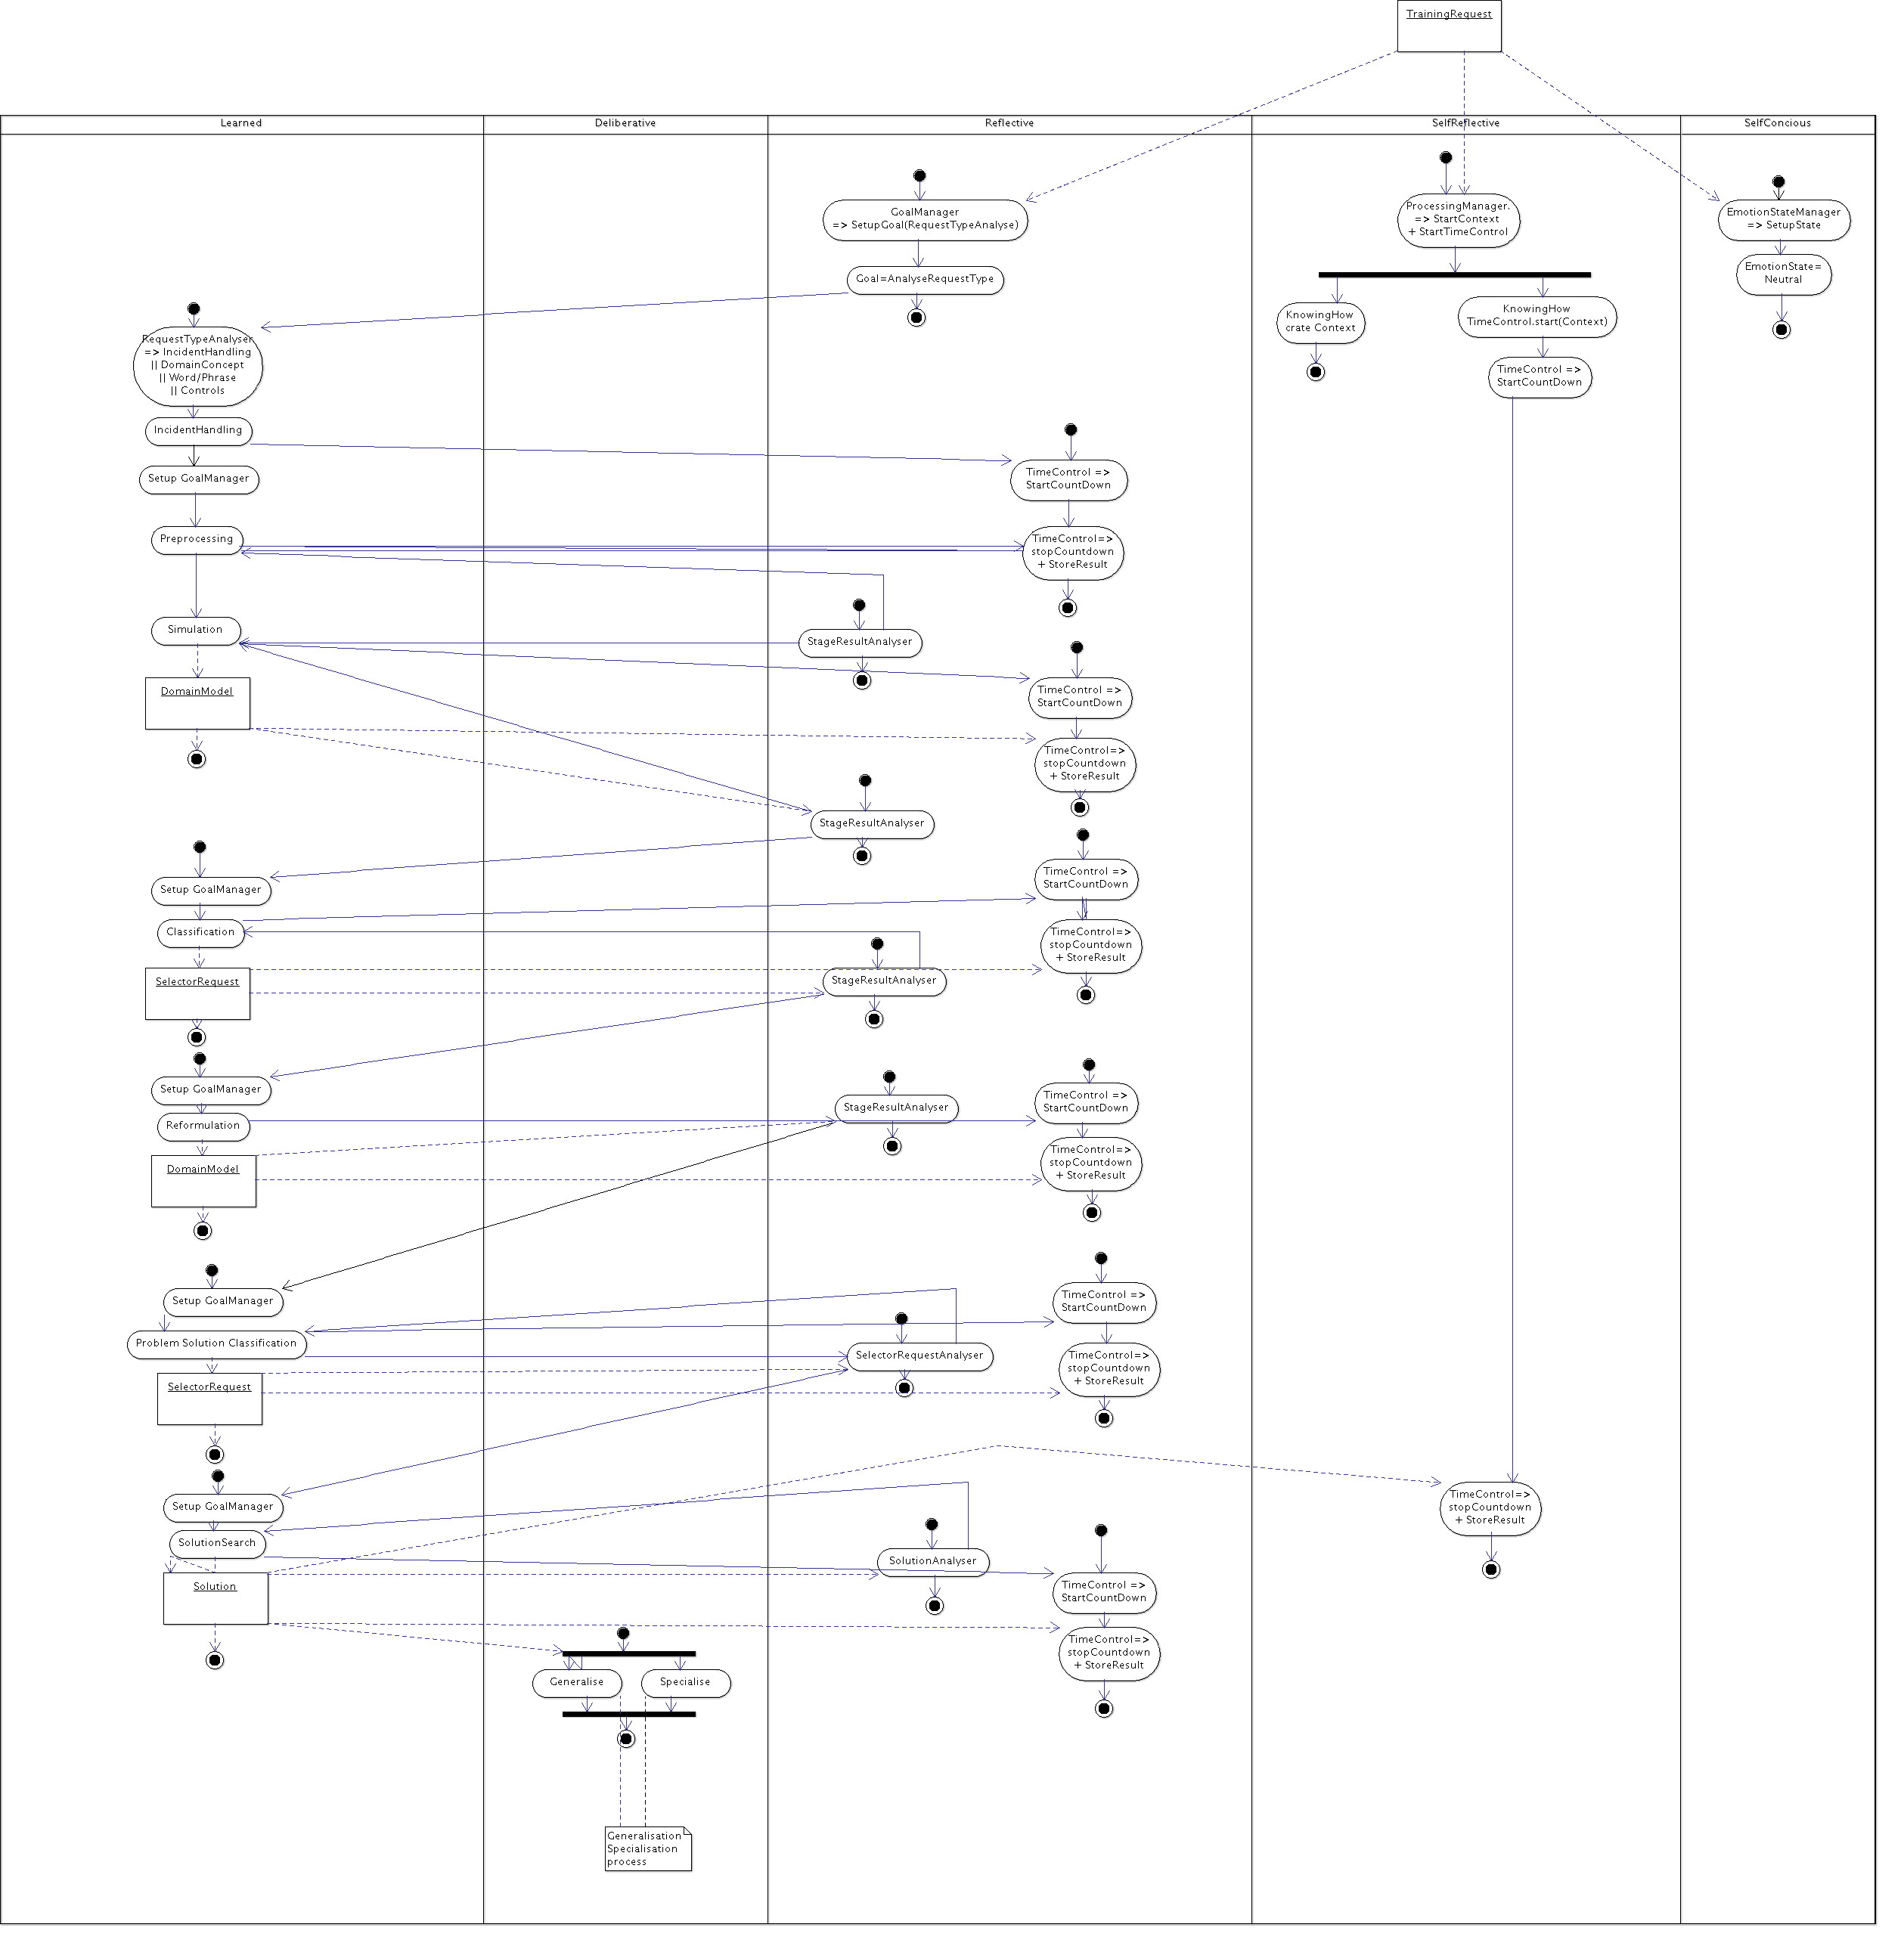 TrainingRequest
Learned
Deliberative
Reflective
SelfReflective
SelfConcious
GoalManager
=> SetupGoal(RequestTypeAnalyse)
ProcessingManager.
=> StartContext
+ StartTimeControl
EmotionStateManager
=> SetupState
Goal=AnalyseRequestType
EmotionState=
Neutral
KnowingHow
crate Context
KnowingHow
TimeControl.start(Context)
TimeControl =>
StartCountDown
RequestTypeAnalyser
=> IncidentHandling
|| DomainConcept
|| Word/Phrase
|| Controls
IncidentHandling
Setup GoalManager
TimeControl =>
StartCountDown
Preprocessing
TimeControl=>
stopCountdown
+ StoreResult
Simulation
StageResultAnalyser
DomainModel
TimeControl =>
StartCountDown
TimeControl=>
stopCountdown
+ StoreResult
StageResultAnalyser
Setup GoalManager
TimeControl =>
StartCountDown
Classification
TimeControl=>
stopCountdown
+ StoreResult
SelectorRequest
StageResultAnalyser
Setup GoalManager
StageResultAnalyser
TimeControl =>
StartCountDown
Reformulation
TimeControl=>
stopCountdown
+ StoreResult
DomainModel
Setup GoalManager
TimeControl =>
StartCountDown
Problem Solution Classification
SelectorRequestAnalyser
TimeControl=>
stopCountdown
+ StoreResult
SelectorRequest
Setup GoalManager
TimeControl=>
stopCountdown
+ StoreResult
SolutionSearch
SolutionAnalyser
Solution
TimeControl =>
StartCountDown
TimeControl=>
stopCountdown
+ StoreResult
Generalise
Specialise
Generalisation
Specialisation
process